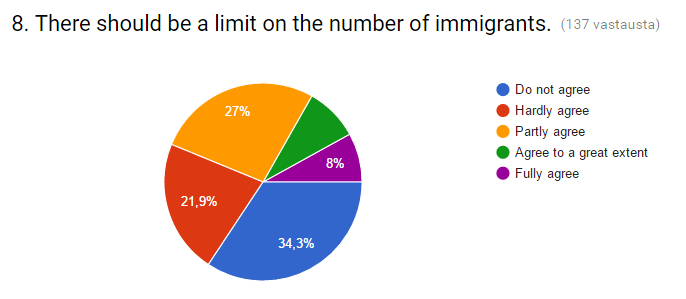 8. There should be a limit on the number of immigrants. (137 vastausta)
27%
8%
21,9%
34,3%
Do not agree
Hardly agree
Partly agree
Agree to a great extent
Fully agree